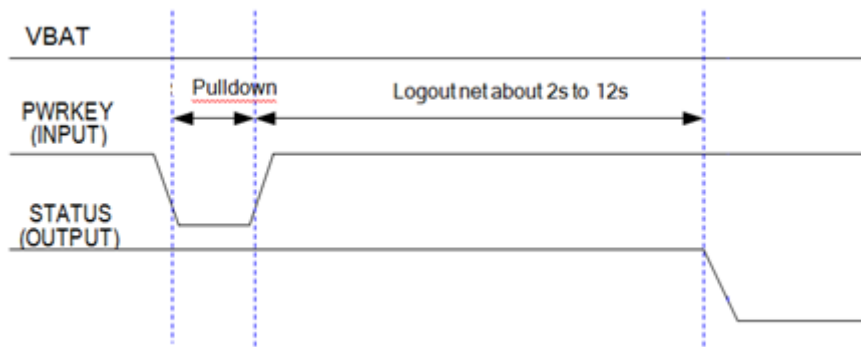 VBAT
Pulldown
Logout net about 2s to 12s
PWRKEY
(INPUT)
STATUS
(OUTPUT)